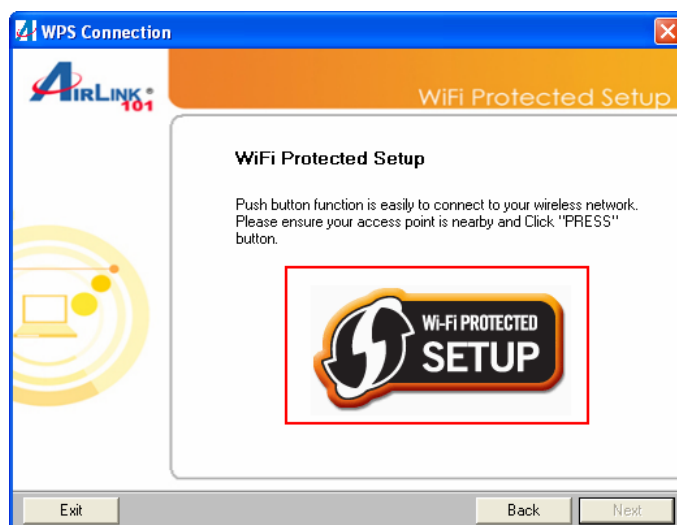 WPS Connection
AIRLINK 101
WiFi Protected Setup
WiFi Protected Setup
Push button function is easily to connect to your wireless network.
Please ensure your access point is nearby and Click "PRESS"
button.
Wi-Fi PROTECTED
SETUP
Exit
Back
Next